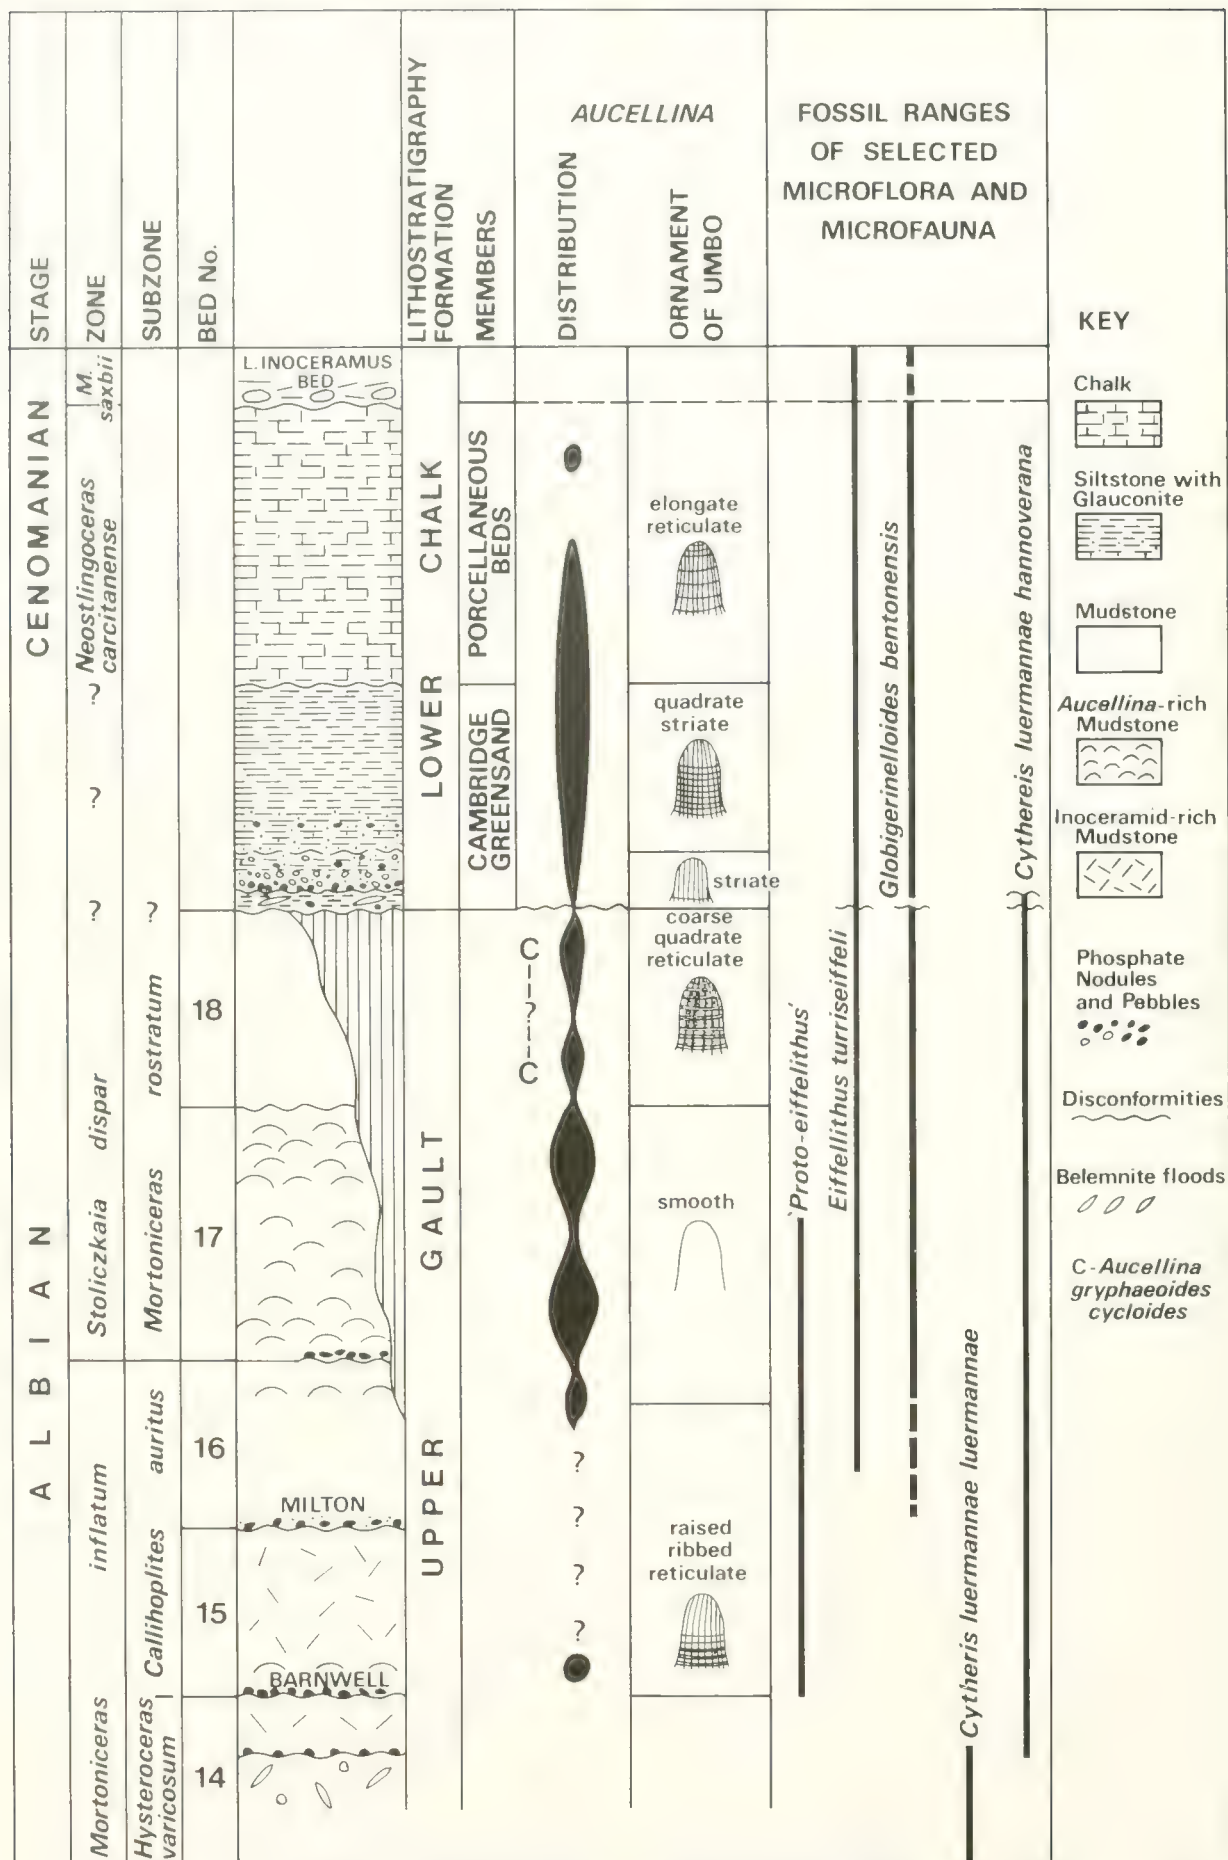 STAGE
ZONE
SUBZONE
BED No.
LITHOSTRATIGRAPHY
FORMATION
MEMBERS
AUCELLINA
DISTRIBUTION
ORNAMENT
OF UMBO
FOSSIL RANGES
OF SELECTED
MICROFLORA AND
MICROFAUNA
CENOMANIAN
ALBIAN
M.
saxbii
Neostlingoceras
carcitanense
?
?
?
Stoliczkaia dispar
Mortoniceras inflatum
?
Mortoniceras rostratum
Callihoplites auritus
Hysteroceras
varicosum
18
17
16
15
14
L. INOCERAMUS
BED
MILTON
BARNWELL
LOWER CHALK
UPPER GAULT
PORCELLANEOUS
BEDS
CAMBRIDGE
GREENSAND
C
?
C
?
?
?
?
elongate
reticulate
quadrate
striate
striate
coarse
quadrate
reticulate
smooth
raised
ribbed
reticulate
'Proto-eiffelithus'
Eiffellithus turriseiffeli
Globigerinelloides bentonensis
Cytheris luermannae luermannae
Cythereis luermannae hannoverana
KEY
Chalk
Siltstone with
Glauconite
Mudstone
Aucellina-rich
Mudstone
Inoceramid-rich
Mudstone
Phosphate
Nodules
and Pebbles
Disconformities
Belemnite floods
C-Aucellina
gryphaeoides
cycloides